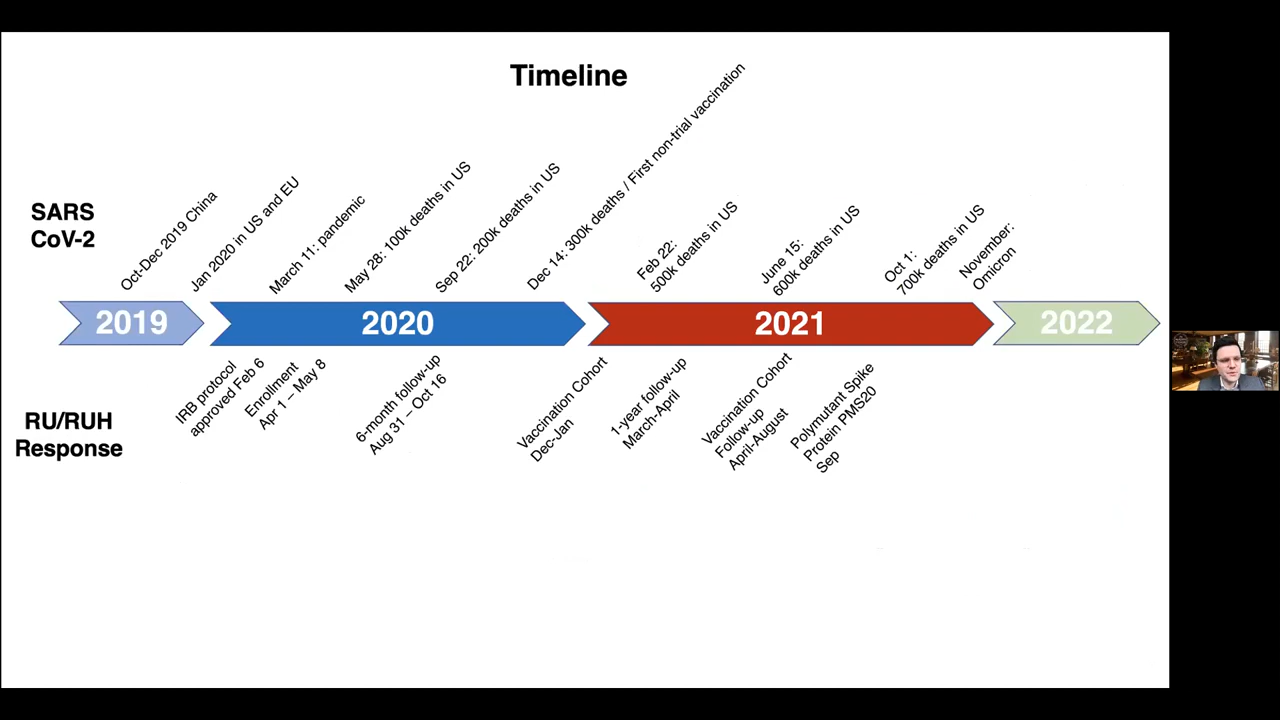 Timeline
SARS
CoV-2
Oct-Dec 2019 China
Jan 2020 in US and EU
March 11: pandemic
May 28: 100k deaths in US
Sep 22: 200k deaths in US
Dec 14: 300k deaths / First non-trial vaccination
Feb 22:
500k deaths in US
June 15:
600k deaths in US
Oct 1:
700k deaths in US
November:
Omicron
2019
2020
2021
2022
RU/RUH
Response
IRB protocol
approved Feb 6
Enrollment
Apr 1 – May 8
6-month follow-up
Aug 31 – Oct 16
Vaccination Cohort
Dec-Jan
1-year follow-up
March-April
Vaccination Cohort
Follow-up
April-August
Polymutant Spike
Protein PMS20
Sep